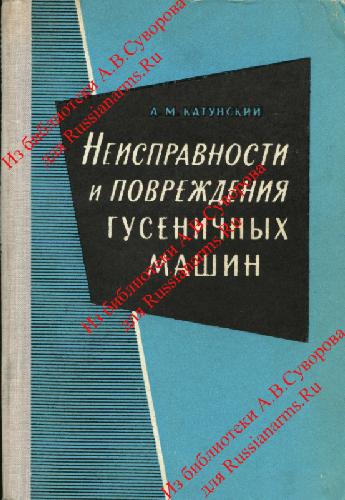 А. М. КАТУНСКИЙ
НЕИСПРАВНОСТИ
И ПОВРЕЖДЕНИЯ
ГУСЕНИЧНЫХ
МАШИН
Из библиотеки А.В.Суворова
для Russianarms.Ru
Из библиотеки А.В.Суворова
для Russianarms.Ru
Из библиотеки А.В.Суворова
для Russianarms.Ru